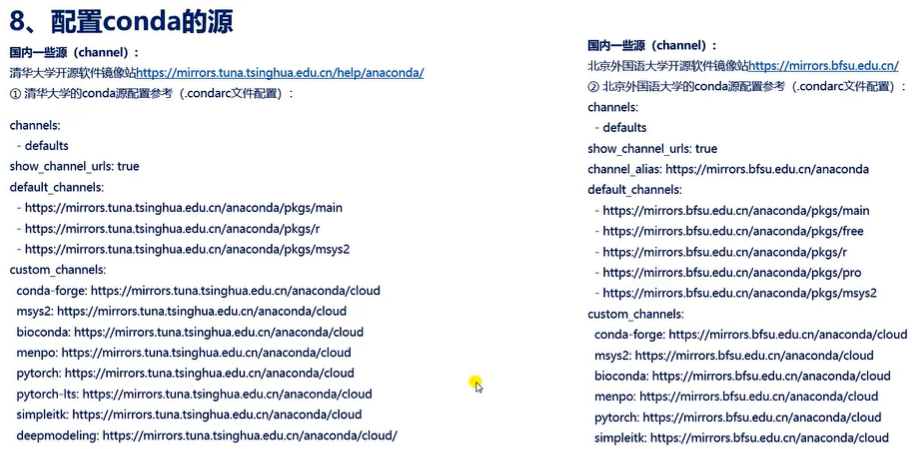 8、配置conda的源
国内一些源（channel）：
清华大学开源软件镜像站https://mirrors.tuna.tsinghua.edu.cn/help/anaconda/
① 清华大学的conda源配置参考（.condarc文件配置）：
channels:
- defaults
show_channel_urls: true
default_channels:
- https://mirrors.tuna.tsinghua.edu.cn/anaconda/pkgs/main
- https://mirrors.tuna.tsinghua.edu.cn/anaconda/pkgs/r
- https://mirrors.tuna.tsinghua.edu.cn/anaconda/pkgs/msys2
custom_channels:
conda-forge: https://mirrors.tuna.tsinghua.edu.cn/anaconda/cloud
msys2: https://mirrors.tuna.tsinghua.edu.cn/anaconda/cloud
bioconda: https://mirrors.tuna.tsinghua.edu.cn/anaconda/cloud
menpo: https://mirrors.tuna.tsinghua.edu.cn/anaconda/cloud
pytorch: https://mirrors.tuna.tsinghua.edu.cn/anaconda/cloud
pytorch-lts: https://mirrors.tuna.tsinghua.edu.cn/anaconda/cloud
simpleitk: https://mirrors.tuna.tsinghua.edu.cn/anaconda/cloud
deepmodeling: https://mirrors.tuna.tsinghua.edu.cn/anaconda/cloud/
国内一些源（channel）：
北京外国语大学开源软件镜像站https://mirrors.bfsu.edu.cn/
② 北京外国语大学的conda源配置参考（.condarc文件配置）：
channels:
- defaults
show_channel_urls: true
channel_alias: https://mirrors.bfsu.edu.cn/anaconda
default_channels:
- https://mirrors.bfsu.edu.cn/anaconda/pkgs/main
- https://mirrors.bfsu.edu.cn/anaconda/pkgs/free
- https://mirrors.bfsu.edu.cn/anaconda/pkgs/r
- https://mirrors.bfsu.edu.cn/anaconda/pkgs/pro
- https://mirrors.bfsu.edu.cn/anaconda/pkgs/msys2
custom_channels:
conda-forge: https://mirrors.bfsu.edu.cn/anaconda/cloud
msys2: https://mirrors.bfsu.edu.cn/anaconda/cloud
bioconda: https://mirrors.bfsu.edu.cn/anaconda/cloud
menpo: https://mirrors.bfsu.edu.cn/anaconda/cloud
pytorch: https://mirrors.bfsu.edu.cn/anaconda/cloud
simpleitk: https://mirrors.bfsu.edu.cn/anaconda/cloud